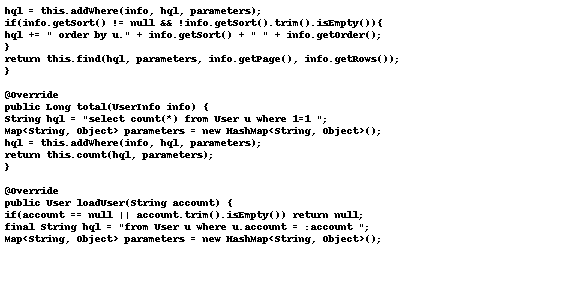 hql = this.addWhere(info, hql, parameters);
if(info.getSort() != null && !info.getSort().trim().isEmpty()){
hql += " order by u." + info.getSort() + " " + info.getOrder();
}
return this.find(hql, parameters, info.getPage(), info.getRows());
}

@Override
public Long total(UserInfo info) {
String hql = "select count(*) from User u where 1=1 ";
Map<String, Object> parameters = new HashMap<String, Object>();
hql = this.addWhere(info, hql, parameters);
return this.count(hql, parameters);
}

@Override
public User loadUser(String account) {
if(account == null || account.trim().isEmpty()) return null;
final String hql = "from User u where u.account = :account ";
Map<String, Object> parameters = new HashMap<String, Object>();